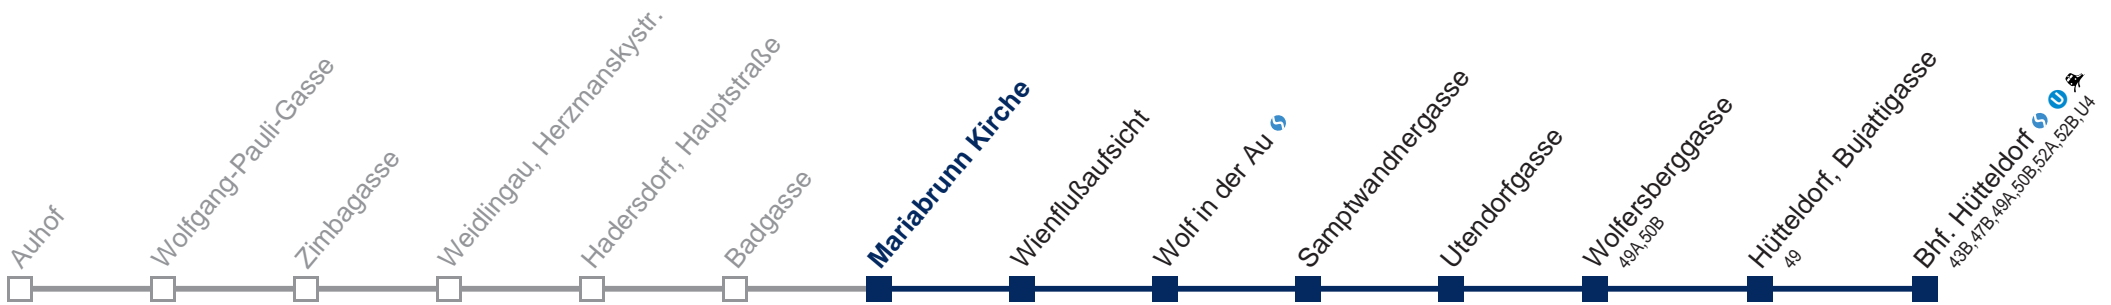 Auhof
Wolfgang-Pauli-Gasse
Zimbagasse
Weidlingau, Herzmanskystr.
Hadersdorf, Hauptstraße
Badgasse
Mariabrunn Kirche
Wienflußaufsicht
Wolf in der Au
Samptwandnergasse
Utendorfgasse
Wolfersberggasse
49A,50B
Hütteldorf, Bujattigasse
49
Bhf. Hütteldorf U
43B,47B,49A,50B,52A,52B,U4